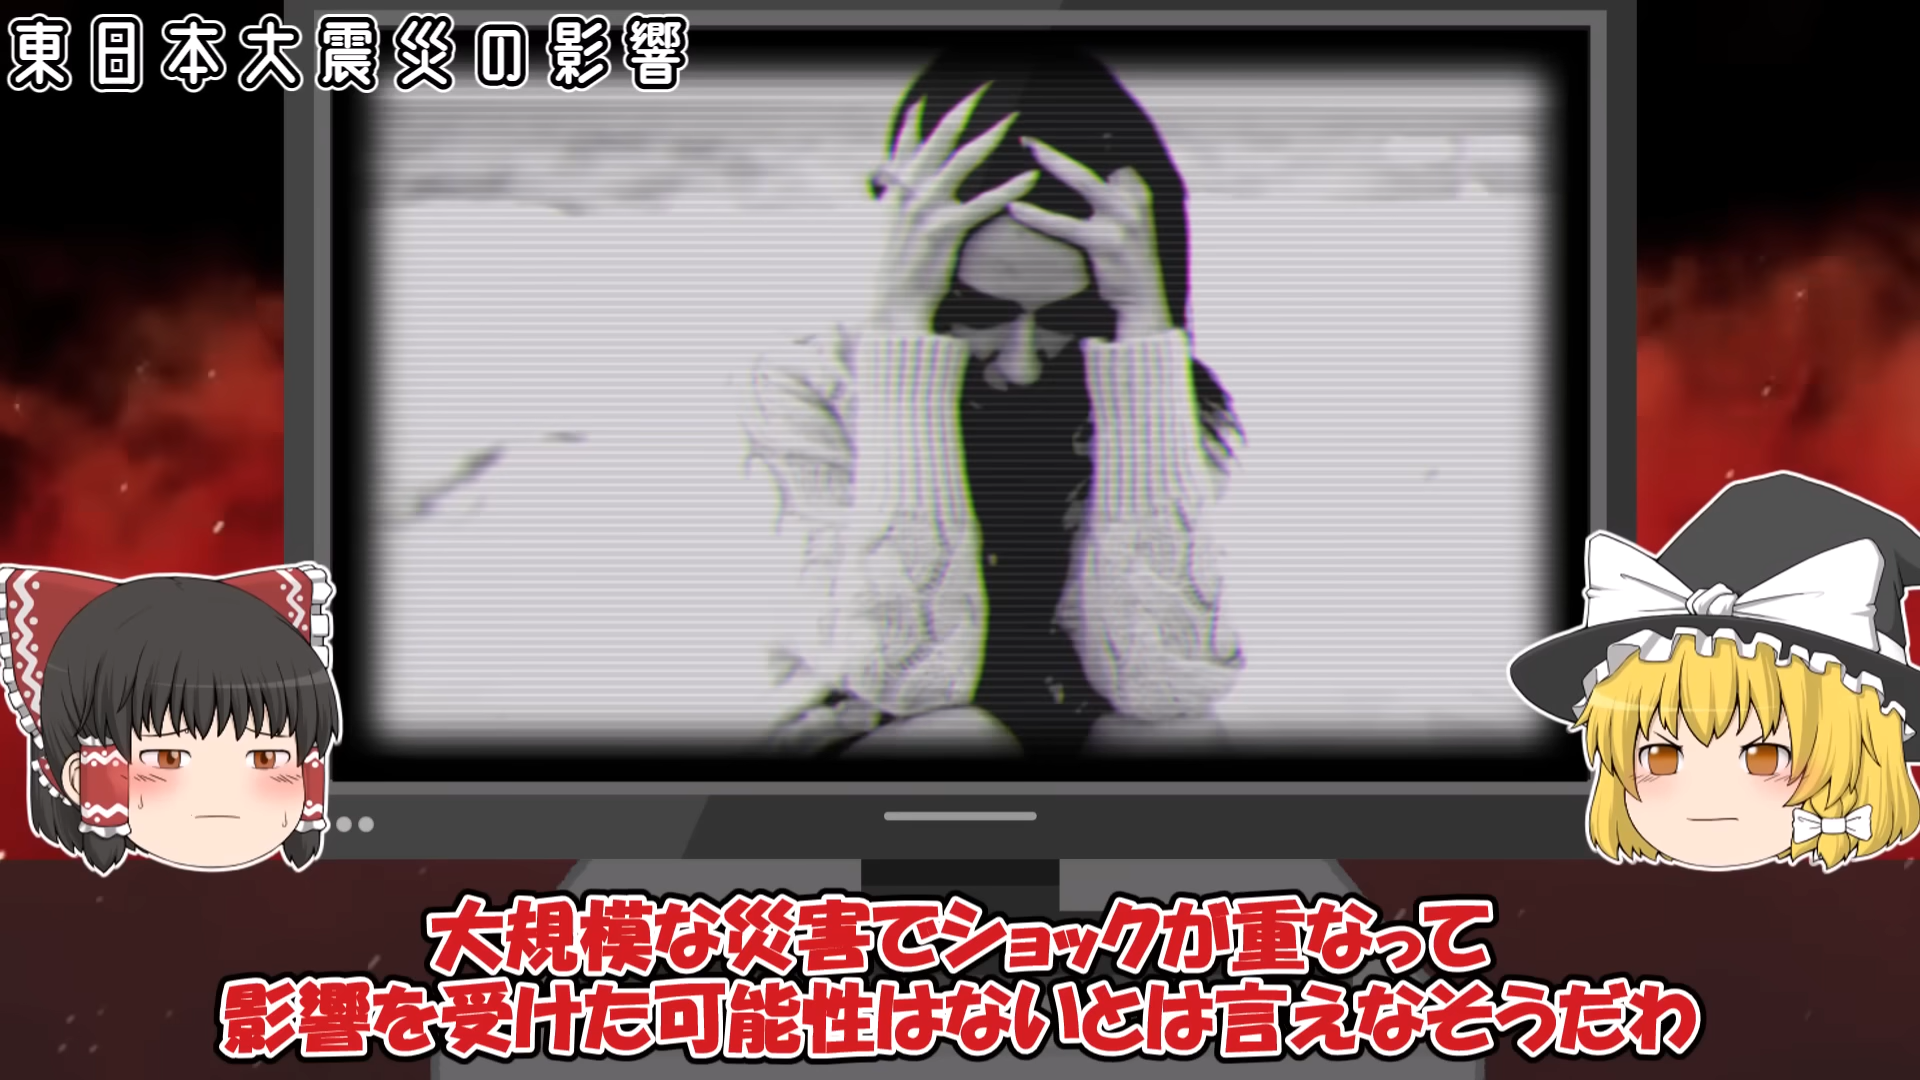 東日本大震災の影響
大規模な災害でショックが重なって
影響を受けた可能性はないとは言えなそうだわ